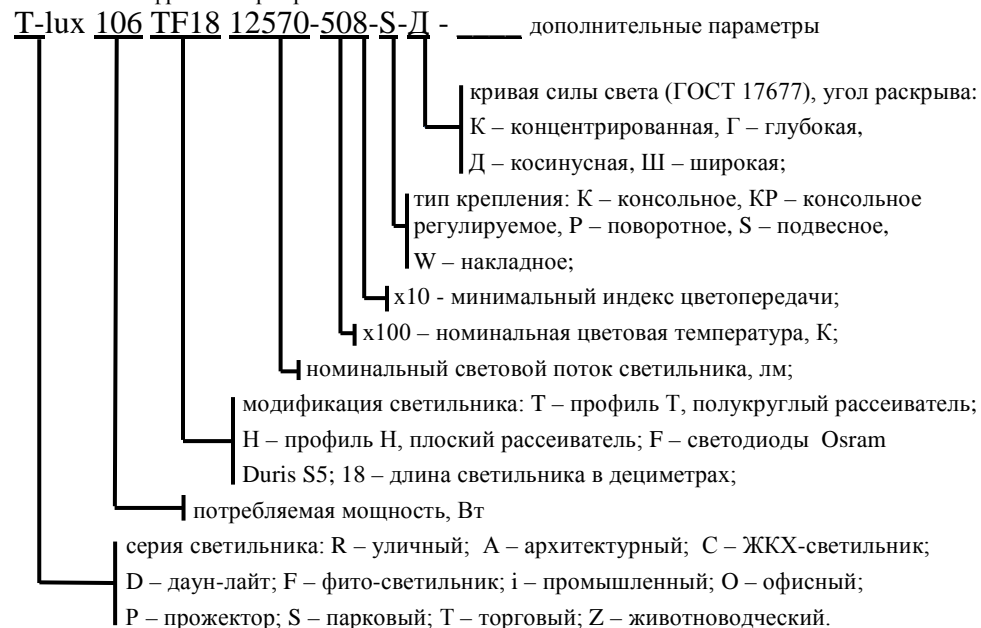 T-lux 106 TF18 12570-508-S-Д - _____ дополнительные параметры
кривая силы света (ГОСТ 17677), угол раскрыва:
К – концентрированная, Г – глубокая,
Д – косинусная, Ш – широкая;
тип крепления: К – консольное, КР – консольное
регулируемое, Р – поворотное, S – подвесное,
W – накладное;
х10 - минимальный индекс цветопередачи;
х100 – номинальная цветовая температура, К;
номинальный световой поток светильника, лм;
модификация светильника: Т – профиль Т, полукруглый рассеиватель;
Н – профиль Н, плоский рассеиватель; F – светодиоды Osram
Duris S5; 18 – длина светильника в дециметрах;
потребляемая мощность, Вт
серия светильника: R – уличный; А – архитектурный; С – ЖКХ-светильник;
D – даун-лайт; F – фито-светильник; i – промышленный; О – офисный;
Р – прожектор; S – парковый; Т – торговый; Z – животноводческий.